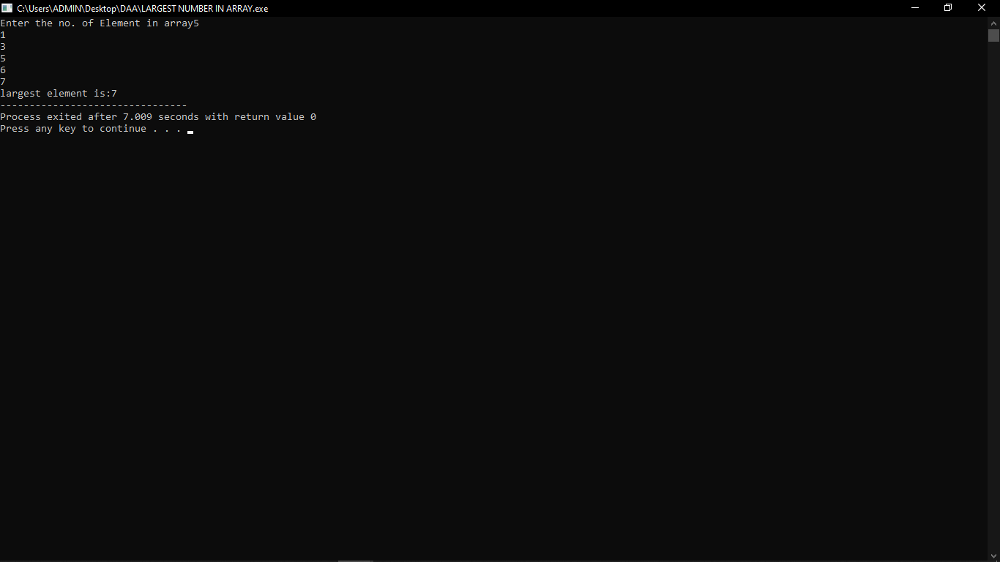 C:\Users\ADMIN\Desktop\DAA\LARGEST NUMBER IN ARRAY.exe
Enter the no. of Element in array5
1
3
5
6
7
largest element is:7
--------------------------------
Process exited after 7.009 seconds with return value 0
Press any key to continue . . .